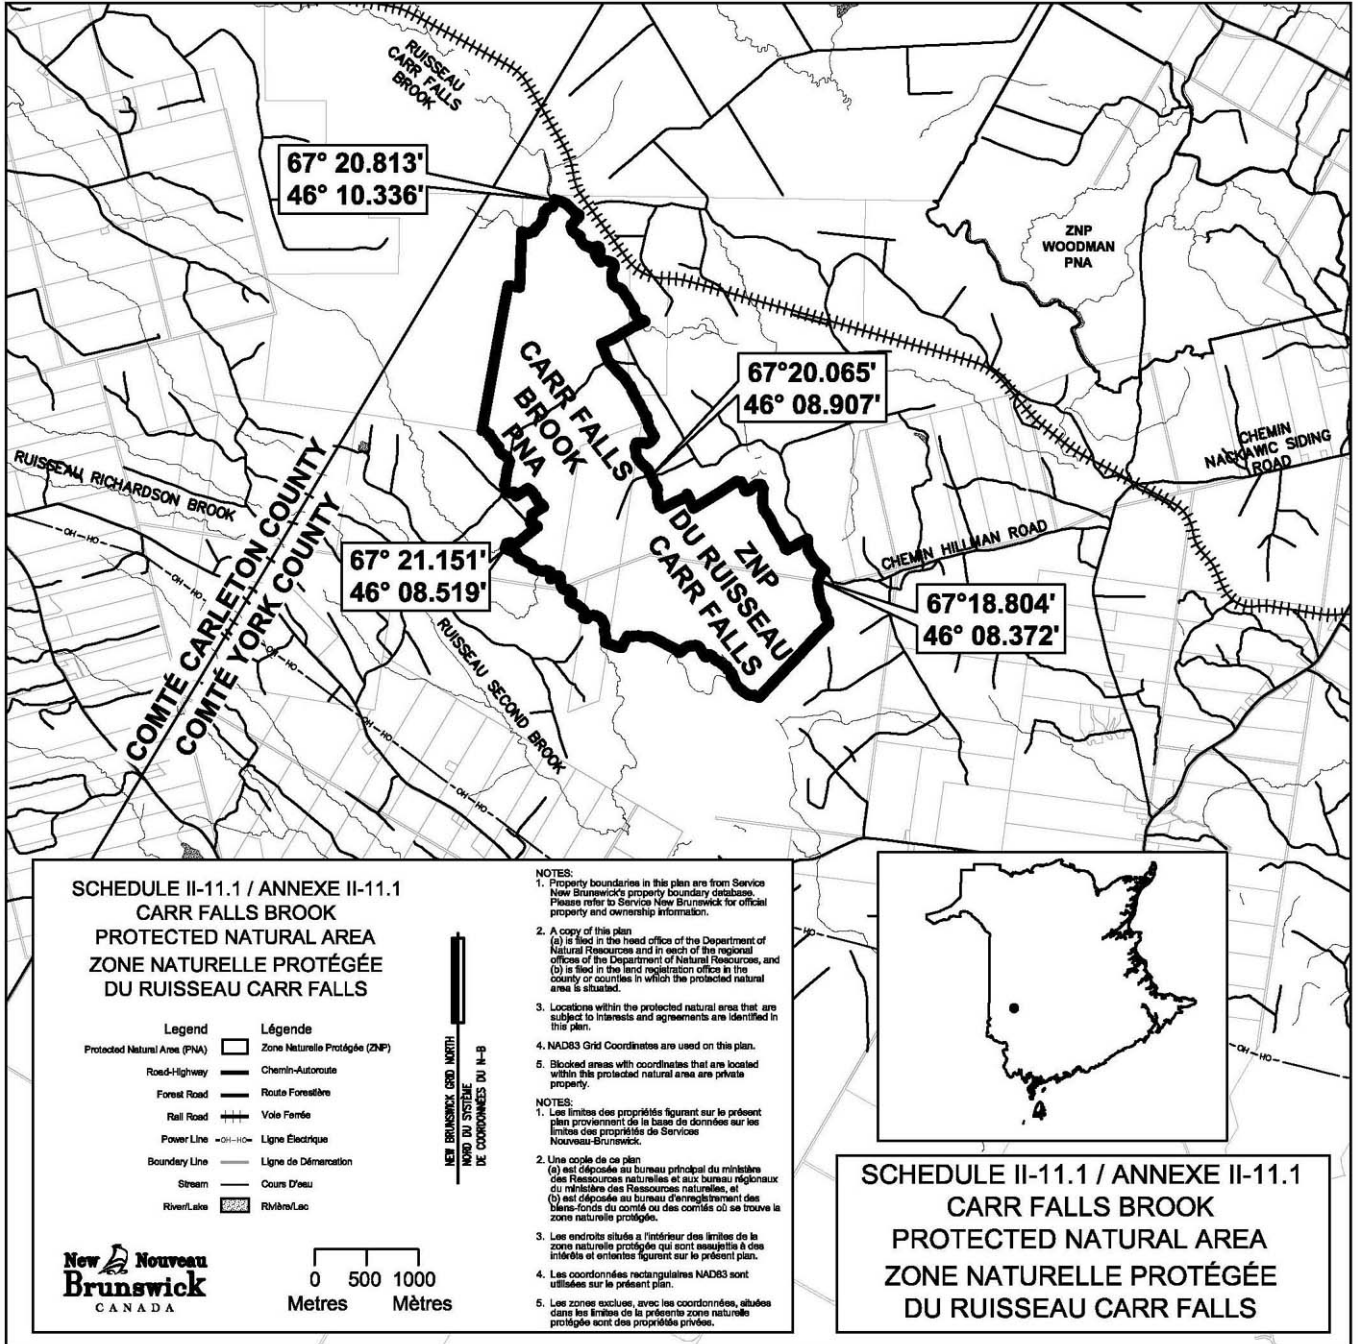 RUISSEAU
CARR FALLS
BROOK
67° 20.813'
46° 10.336'
ZNP
WOODMAN
PNA
67°20.065'
46° 08.907'
CARR FALLS
BROOK
PNA
CHEMIN
NACKAWIC SIDING
ROAD
RUISSEAU RICHARDSON BROOK
COMTÉ CARLETON COUNTY
COMTÉ YORK COUNTY
67° 21.151'
46° 08.519'
ZNP
DU RUISSEAU
CARR FALLS
CHEMIN HILLMAN ROAD
67°18.804'
46° 08.372'
RUISSEAU SECOND BROOK
OH-HO
OH
OH-HO
OH-HO
OH-HO
HO
OH-HO
SCHEDULE II-11.1 / ANNEXE II-11.1
CARR FALLS BROOK
PROTECTED NATURAL AREA
ZONE NATURELLE PROTÉGÉE
DU RUISSEAU CARR FALLS
Legend Légende
Protected Natural Area (PNA) Zone Naturelle Protégée (ZNP)
Road-Highway Chemin-Autoroute
Forest Road Route Forestière
Rail Road Voie Ferrée
Power Line OH-HO Ligne Électrique
Boundary Line Ligne de Démarcation
Stream Cours D'eau
River/Lake Rivière/Lac
NEW BRUNSWICK GRID NORTH
NORD DU SYSTÈME
DE COORDONNÉES DU N-B
New Nouveau
Brunswick
CANADA
0 500 1000
Metres Mètres
NOTES:
1. Property boundaries in this plan are from Service
New Brunswick's property boundary database.
Please refer to Service New Brunswick for official
property and ownership information.
2. A copy of this plan
(a) is filed in the head office of the Department of
Natural Resources and in each of the regional
offices of the Department of Natural Resources, and
(b) is filed in the land registration office in the
county or counties in which the protected natural
area is situated.
3. Locations within the protected natural area that are
subject to interests and agreements are identified in
this plan.
4. NAD83 Grid Coordinates are used on this plan.
5. Blocked areas with coordinates that are located
within this protected natural area are private
property.
NOTES:
1. Les limites des propriétés figurant sur le présent
plan proviennent de la base de données sur les
limites des propriétés de Services
Nouveau-Brunswick.
2. Une copie de ce plan
(a) est déposée au bureau principal du ministère
des Ressources naturelles et aux bureau régionaux
du ministère des Ressources naturelles, et
(b) est déposée au bureau d'enregistrement des
biens-fonds du comté ou des comtés où se trouve la
zone naturelle protégée.
3. Les endroits situés a l'intérieur des limites de la
zone naturelle protégée qui sont assujettis à des
intérêts et ententes figurent sur le présent plan.
4. Les coordonnées rectangulaires NAD83 sont
utilisées sur le présent plan.
5. Les zones exclues, avec les coordonnées, situées
dans les limites de la présente zone naturelle
protégée sont des propriétés privées.
SCHEDULE II-11.1 / ANNEXE II-11.1
CARR FALLS BROOK
PROTECTED NATURAL AREA
ZONE NATURELLE PROTÉGÉE
DU RUISSEAU CARR FALLS